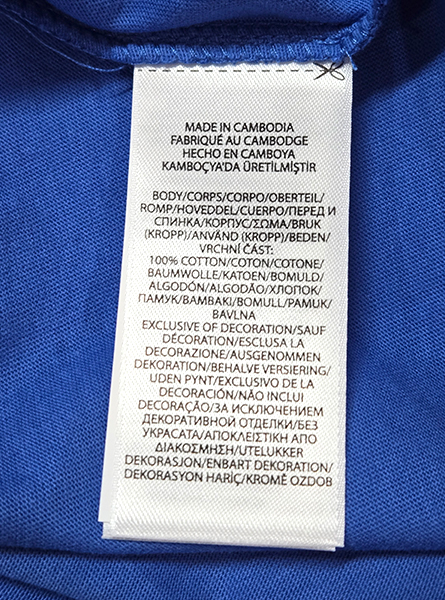 MADE IN CAMBODIA
FABRIQUÉ AU CAMBODGE
HECHO EN CAMBOYA
KAMBOÇYA'DA ÜRETİLMİŞTİR
BODY/CORPS/CORPO/OBERTEIL/
ROMP/HOVEDDEL/CUERPO/ПЕРЕД И
СПИНКА/КОРПУС/ΣΩΜΑ/BRUK
(KROPP)/ANVÄND (KROPP)/BEDEN/
VRCHNÍ ČÁST:
100% COTTON/COTON/COTONE/
BAUMWOLLE/KATOEN/BOMULD/
ALGODÓN/ALGODÃO/ХЛОПОК/
ПАМУК/ΒΑΜΒΑΚΙ/BOMULL/PAMUK/
BAVLNA
EXCLUSIVE OF DECORATION/SAUF
DÉCORATION/ESCLUSA LA
DECORAZIONE/AUSGENOMMEN
DEKORATION/BEHALVE VERSIERING/
UDEN PYNT/EXCLUSIVO DE LA
DECORACIÓN/NÃO INCLUI
DECORAÇÃO/ЗА ИСКЛЮЧЕНИЕМ
ДЕКОРАТИВНОЙ ОТДЕЛКИ/БЕЗ
УКРАСАТА/ΑΠΟΚΛΕΙΣΤΙΚΗ ΑΠΟ
ΔΙΑΚΟΣΜΗΣΗ/UTELUKKER
DEKORASJON/ENBART DEKORATION/
DEKORASYON HARİÇ/KROMĚ OZDOB